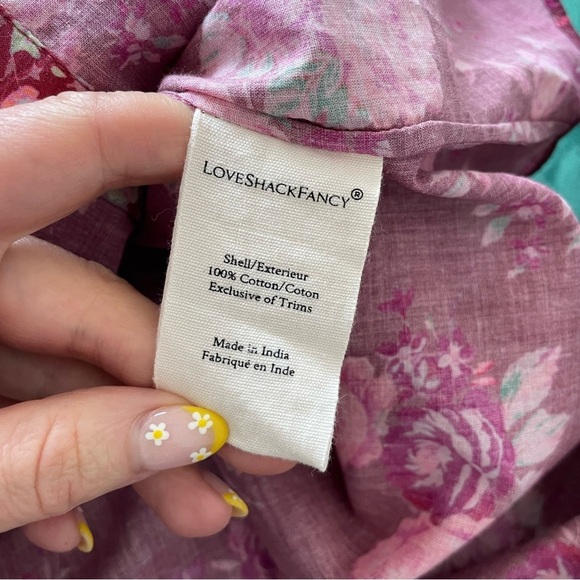 LOVESHACKFANCY®
Shell/Exterieur
100% Cotton/Coton
Exclusive of Trims
Made in India
Fabriqué en Inde